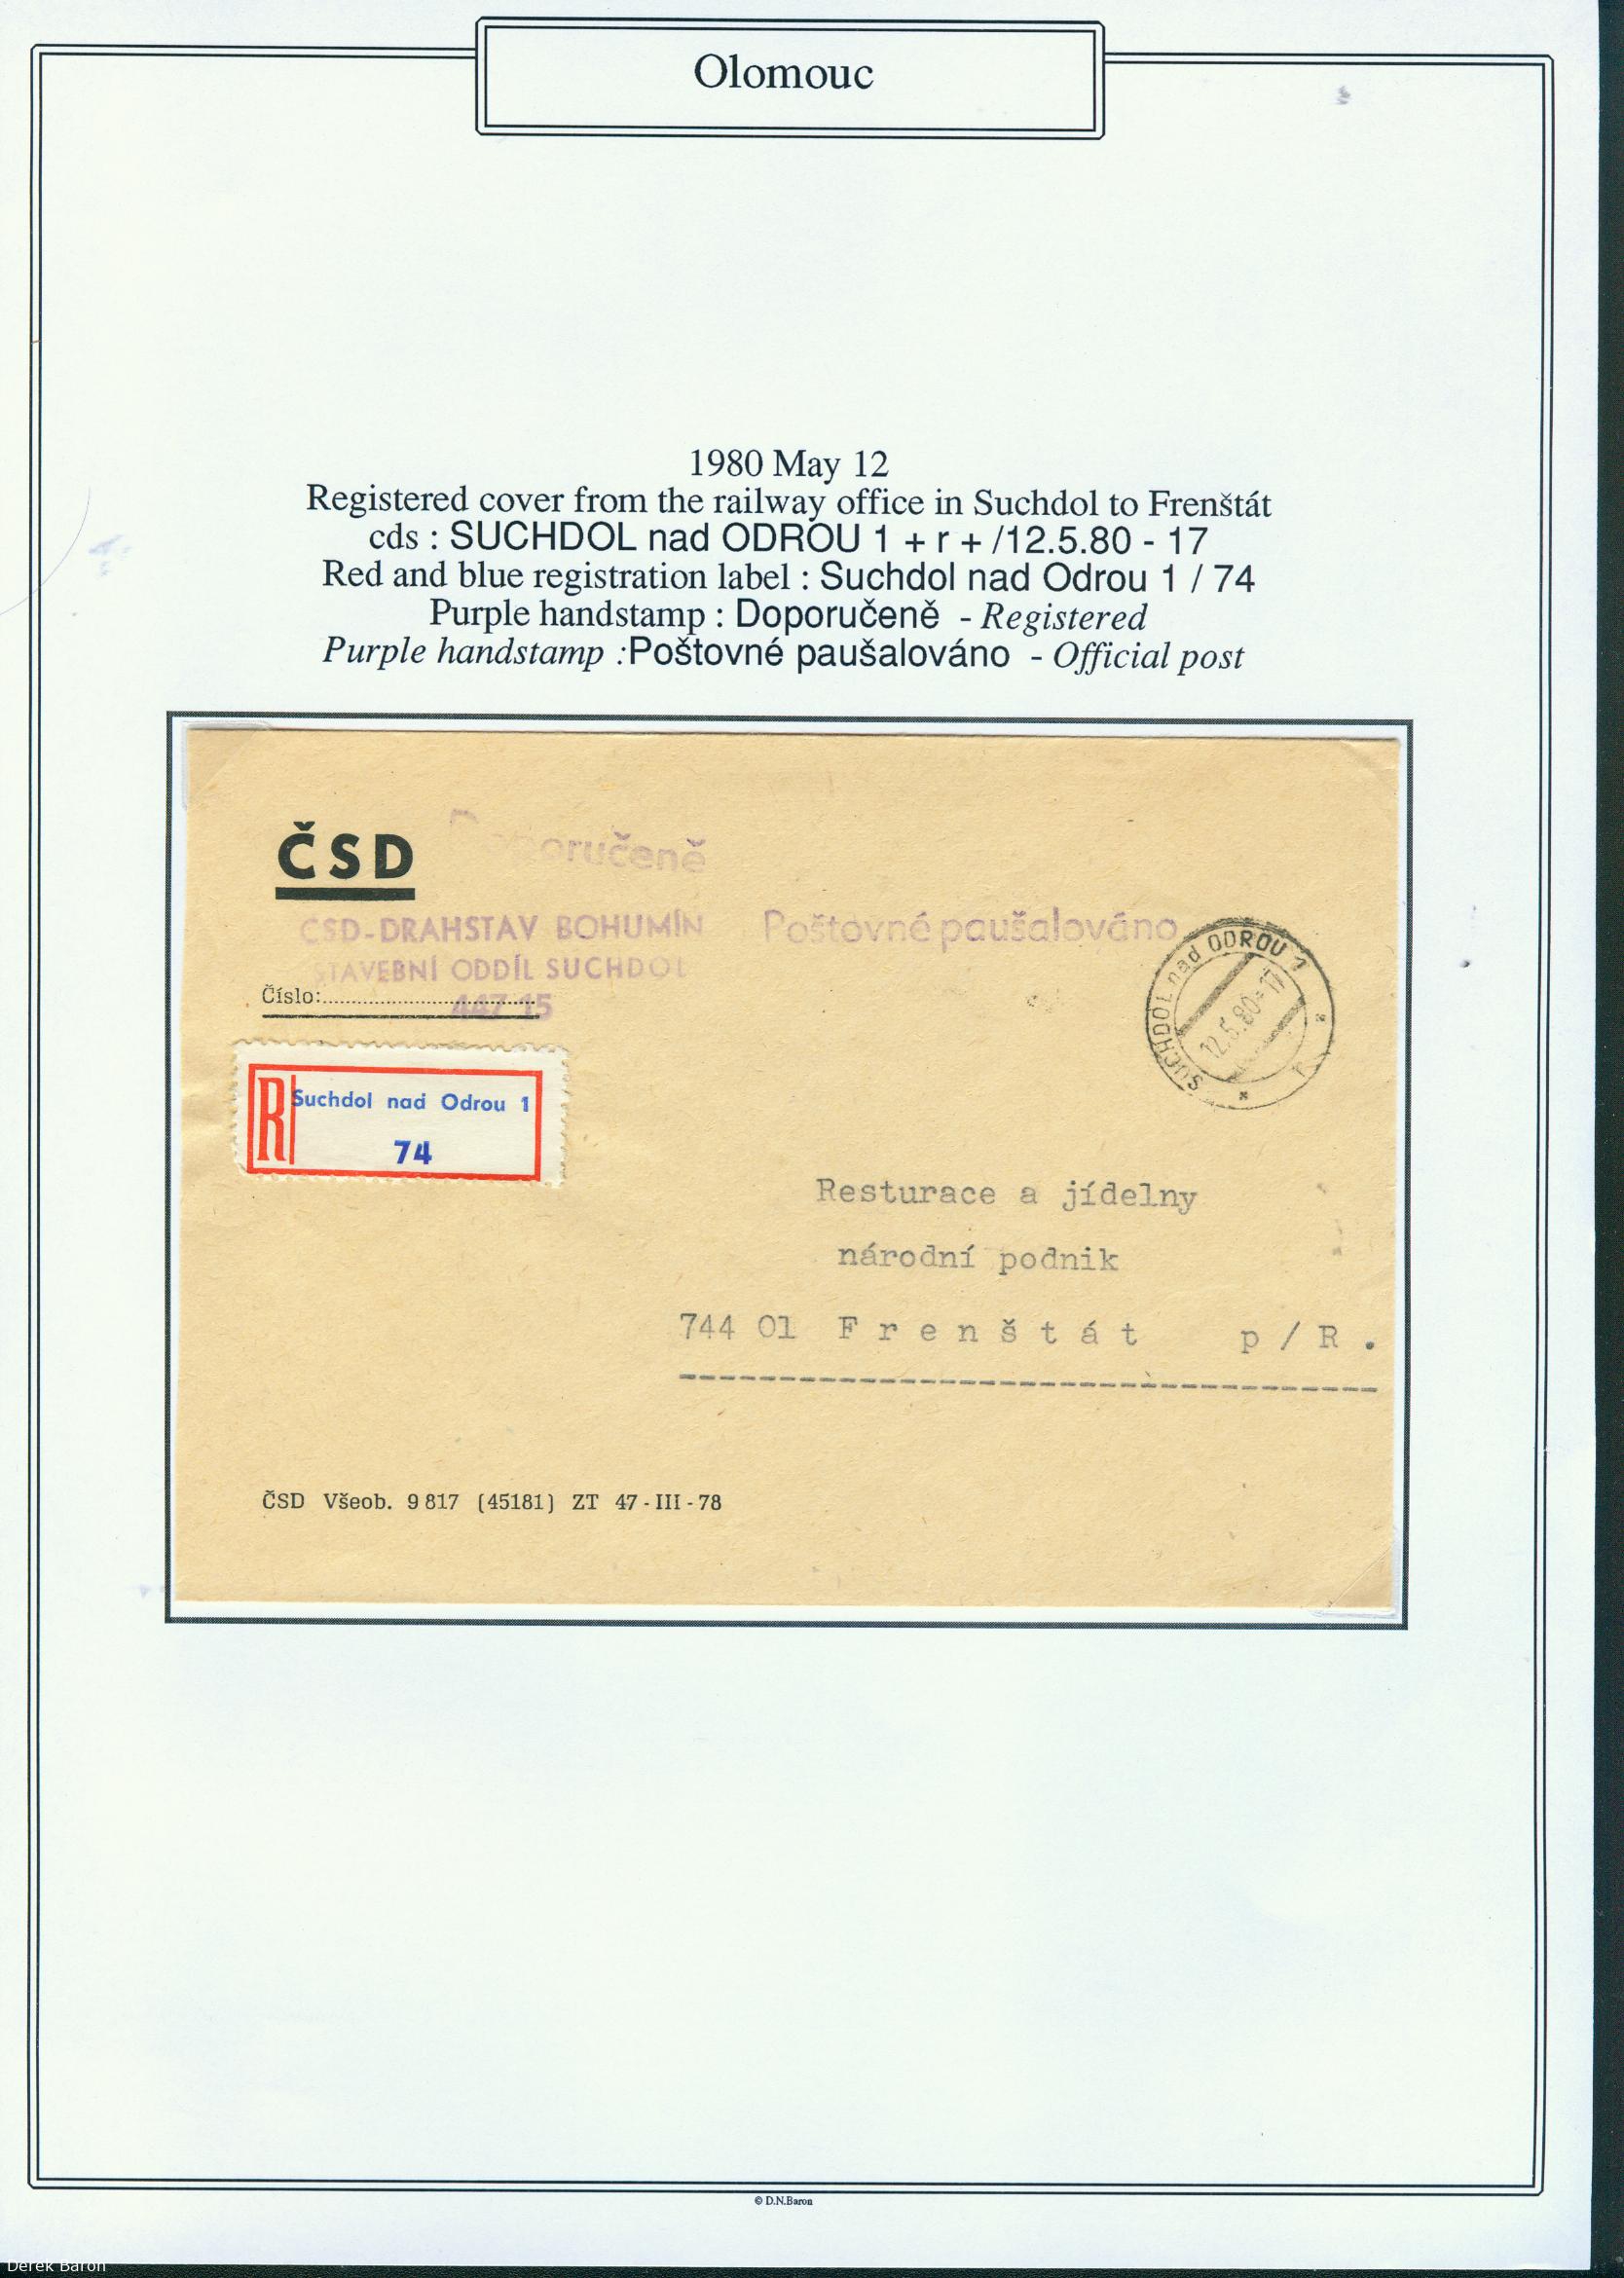 Olomouc
1980 May 12
Registered cover from the railway office in Suchdol to Frenštát
cds : SUCHDOL nad ODROU 1 + r + /12.5.80 - 17
Red and blue registration label : Suchdol nad Odrou 1 / 74
Purple handstamp : Doporučeně - Registered
Purple handstamp :Poštovné paušalováno - Official post
ČSD
Doporučeně
ČSD-DRAHSTAV BOHUMÍN
Poštovné paušalováno
STAVEBNÍ ODDÍL SUCHDOL
Číslo:
447 15
SUCHDOL nad ODROU 1
12.5.80-17
r
R
Suchdol nad Odrou 1
74
Resturace a jídelny
národní podnik
744 01 Frenštát p/R.
ČSD Všeob. 9 817 (45181) ZT 47-III-78
© D.N.Baron
Derek Baron